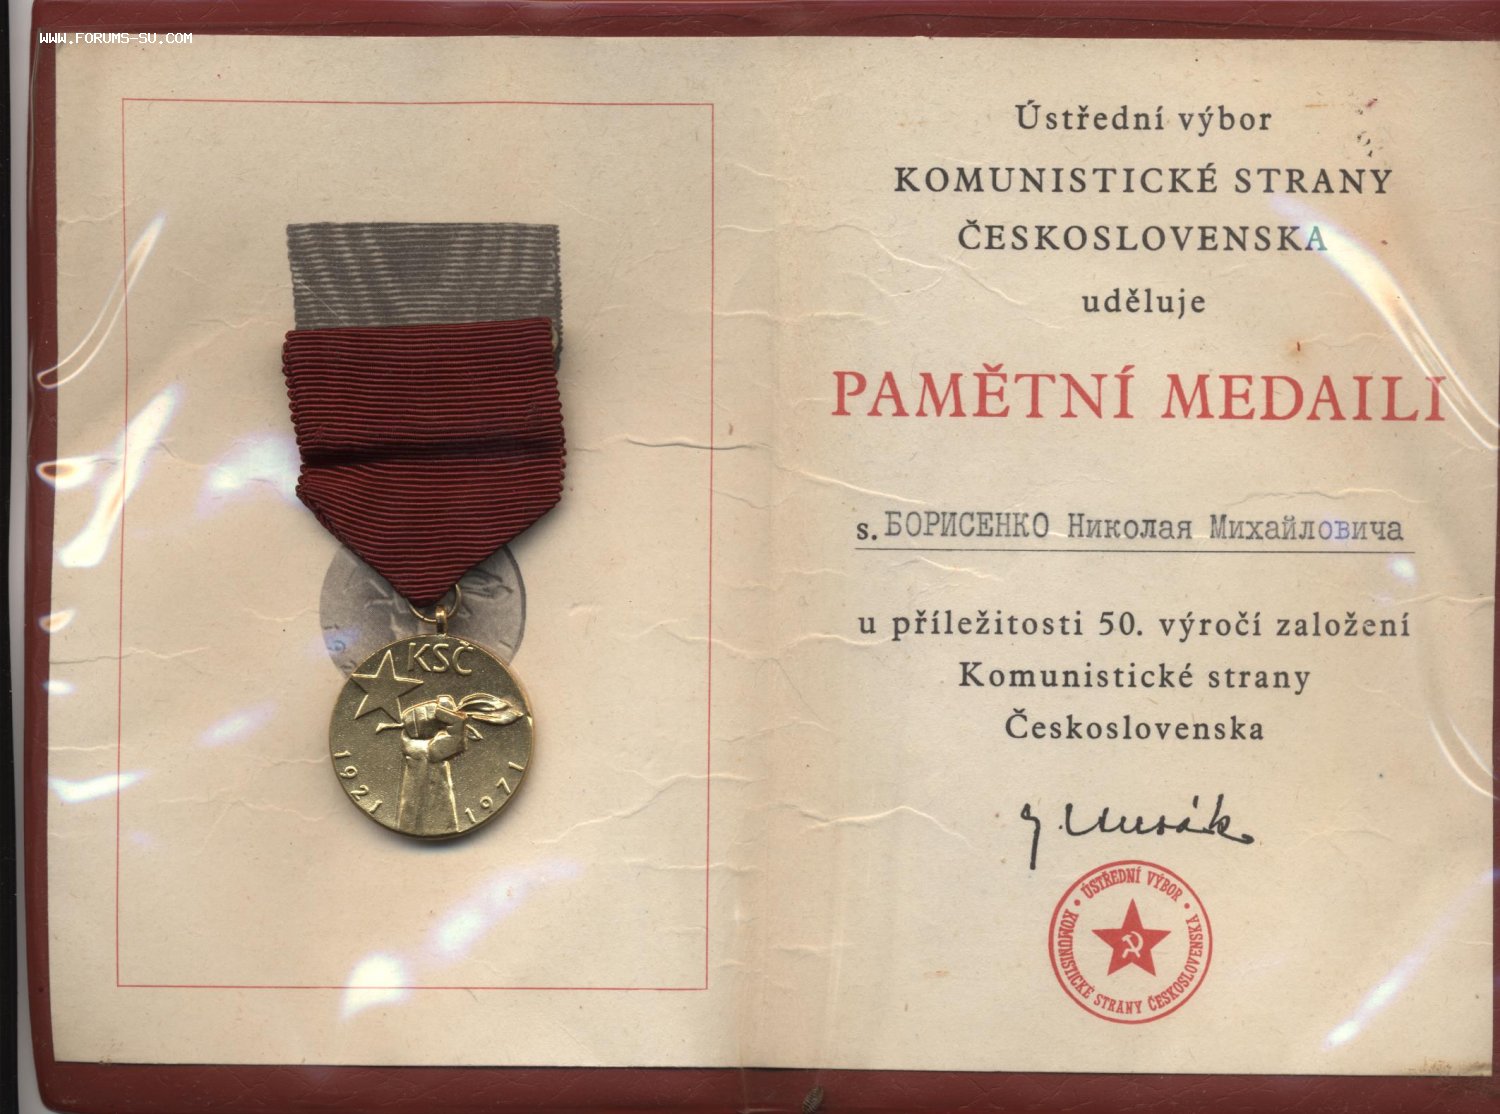 WWW.FORUMS-SU.COM
KSČ
1921
1971
Ústřední výbor
KOMUNISTICKÉ STRANY
ČESKOSLOVENSKA
uděluje
PAMĚTNÍ MEDAILI
s. БОРИСЕНКО Николая Михайловича
u příležitosti 50. výročí založení
Komunistické strany
Československa
G. Husák
ÚSTŘEDNÍ VÝBOR
KOMUNISTICKÉ STRANY ČESKOSLOVENSKA